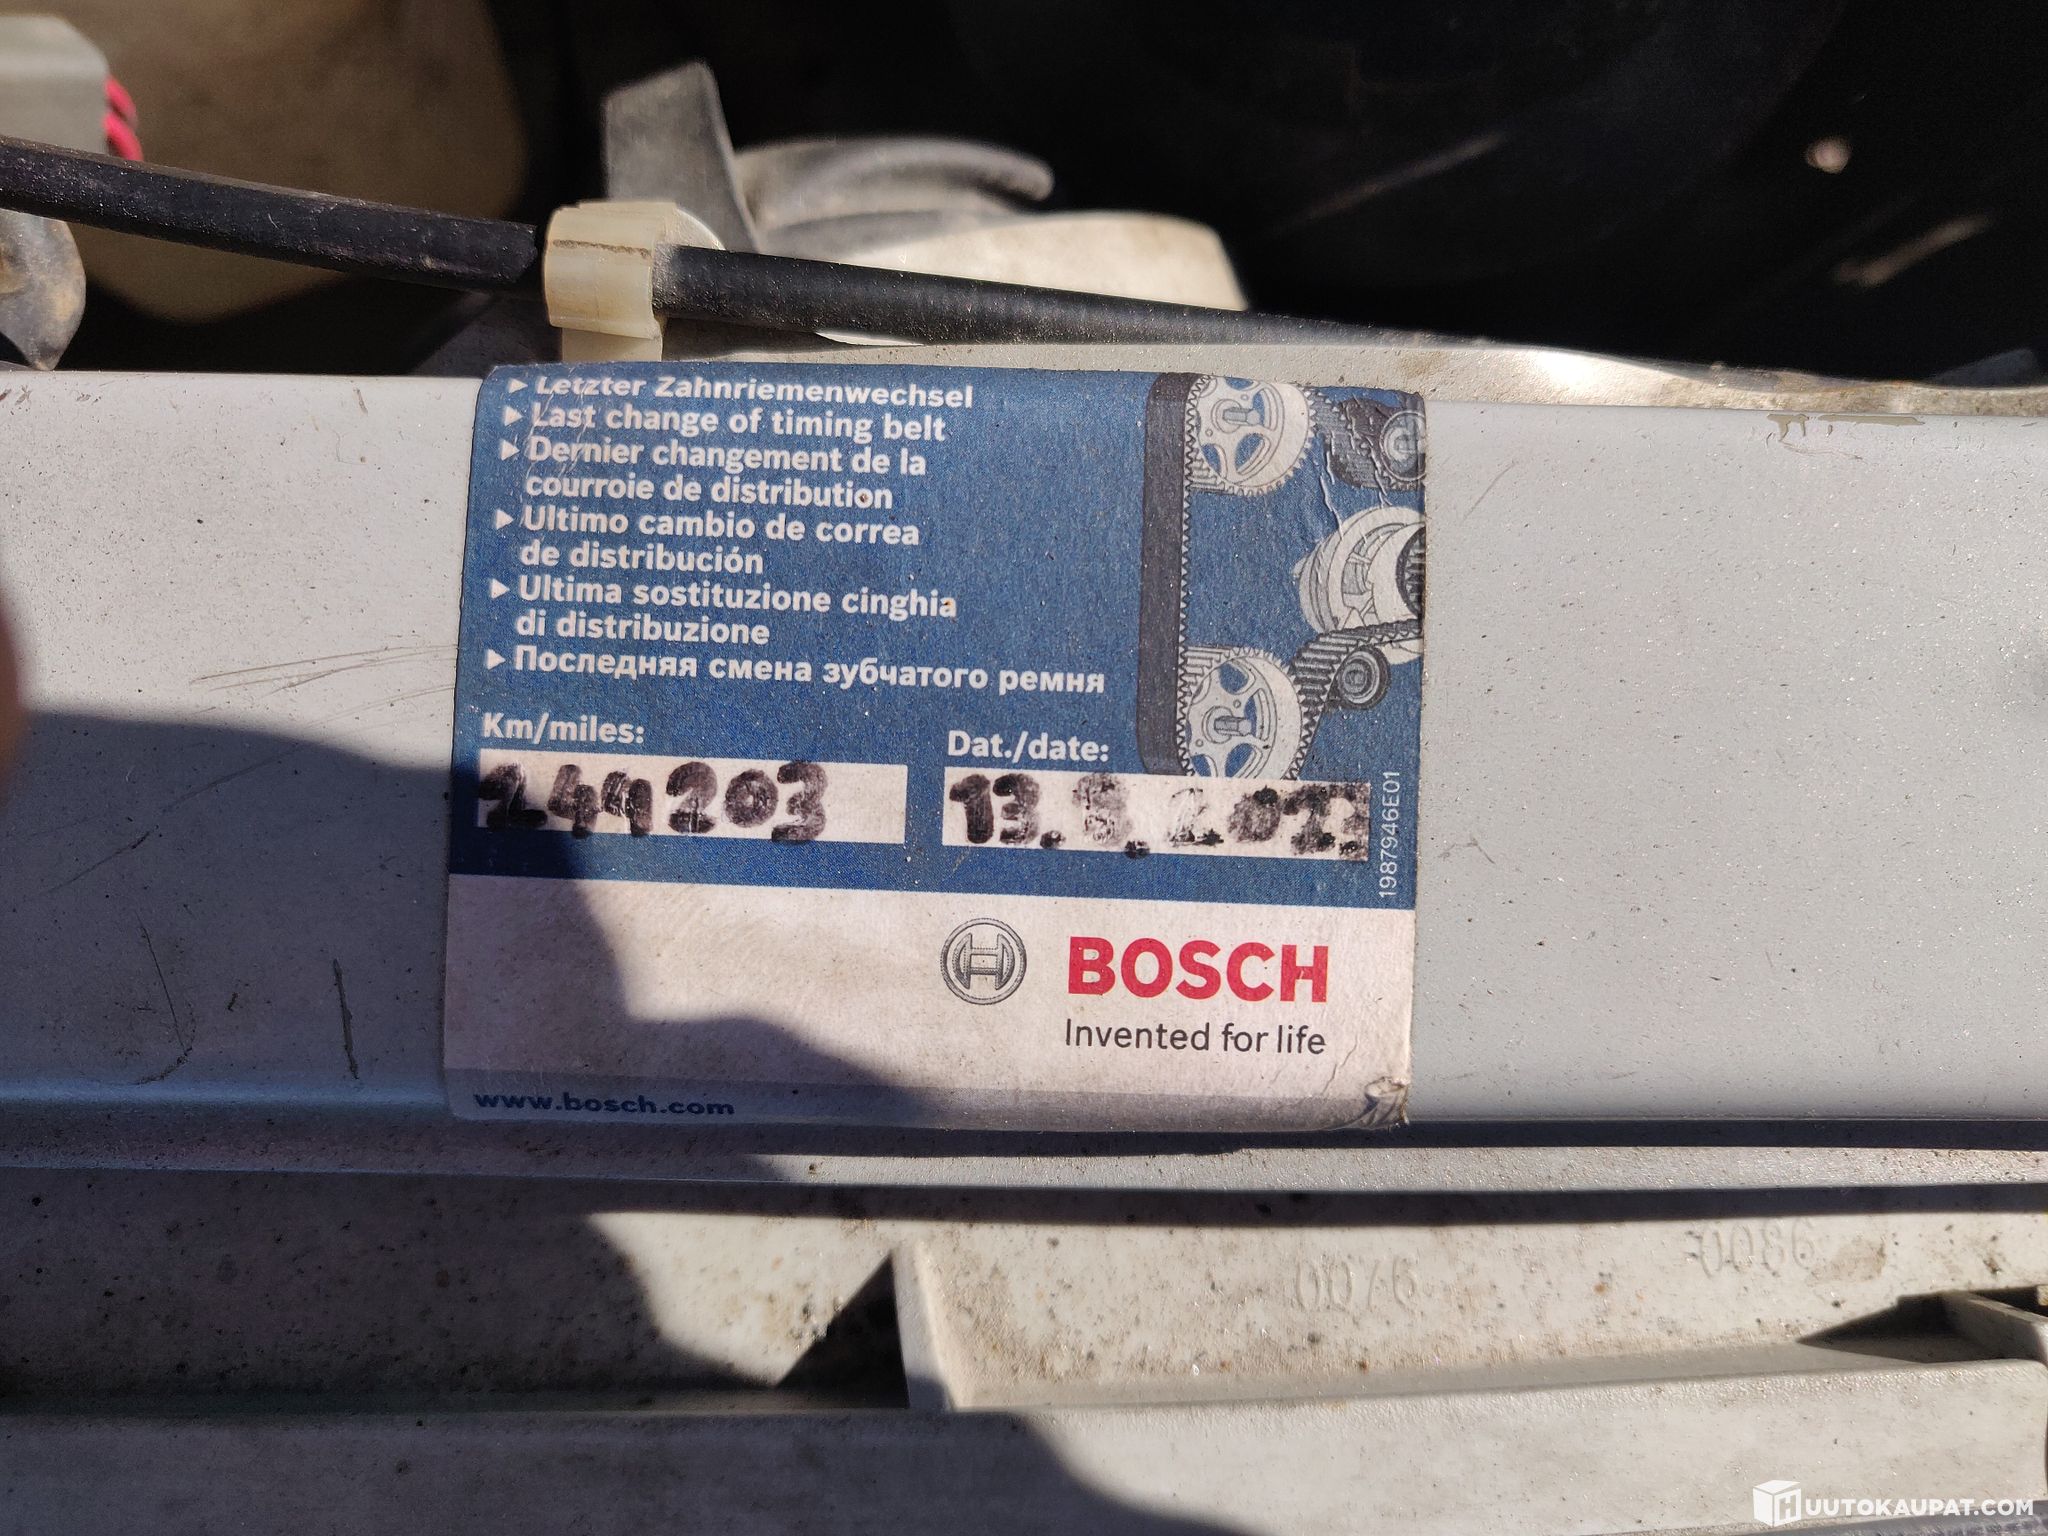 ▸ Letzter Zahnriemenwechsel
▸ Last change of timing belt
▸ Dernier changement de la
courroie de distribution
▸ Ultimo cambio de correa
de distribución
▸ Ultima sostituzione cinghia
di distribuzione
▸ Последняя смена зубчатого ремня
Km/miles:
244203
Dat./date:
1987946E01
BOSCH
Invented for life
www.bosch.com
0076
0086
HUUTOKAUPAT.COM